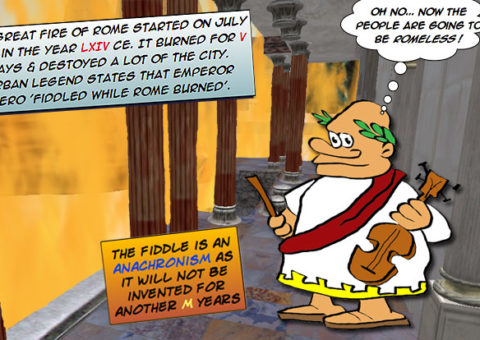 GREAT FIRE OF ROME STARTED ON JULY
IN THE YEAR LXIV CE. IT BURNED FOR V
AYS & DESTOYED A LOT OF THE CITY.
RBAN LEGEND STATES THAT EMPEROR
ERO 'FIDDLED WHILE ROME BURNED'.
OH NO... NOW THE
PEOPLE ARE GOING TO
BE ROMELESS!
THE FIDDLE IS AN
ANACHRONISM AS
IT WILL NOT BE
INVENTED FOR
ANOTHER M YEARS